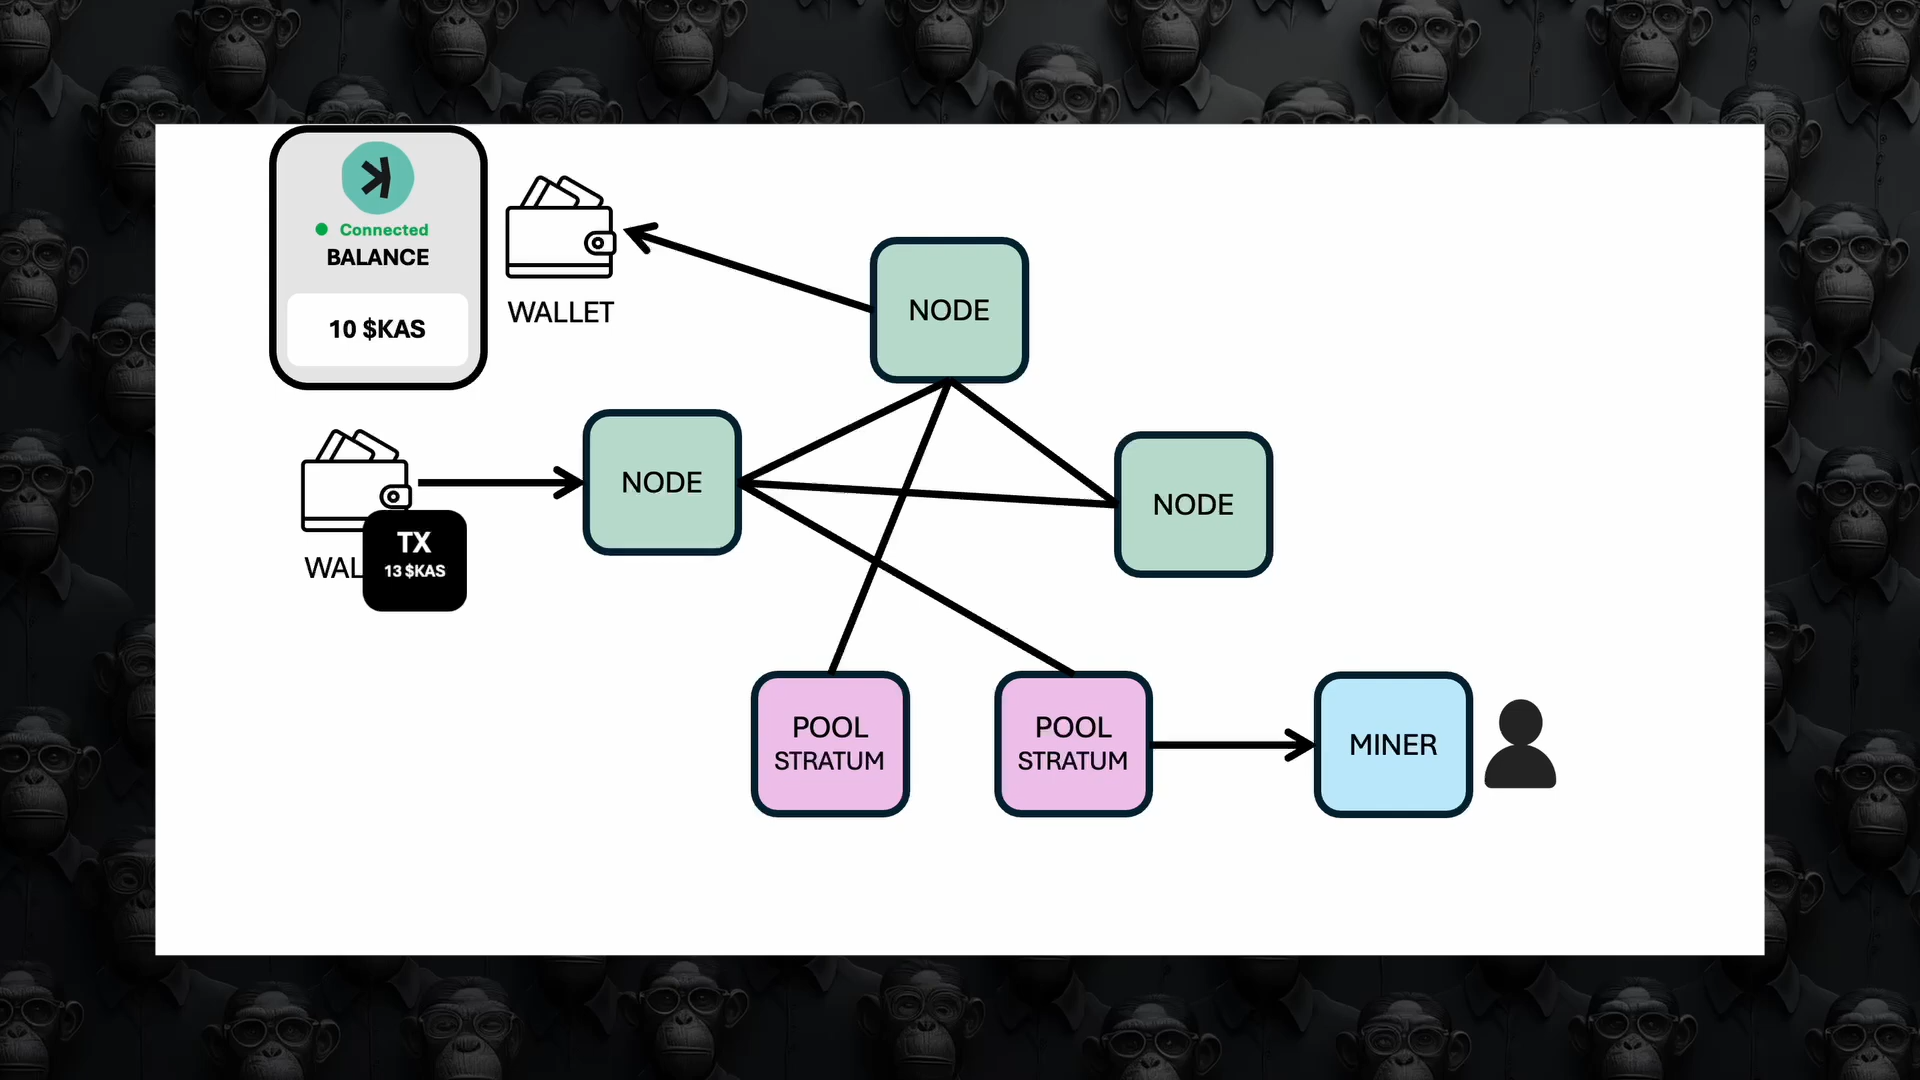 Connected
BALANCE
10 $KAS
WALLET
NODE
NODE
NODE
WAL
TX
13 $KAS
POOL
STRATUM
POOL
STRATUM
MINER